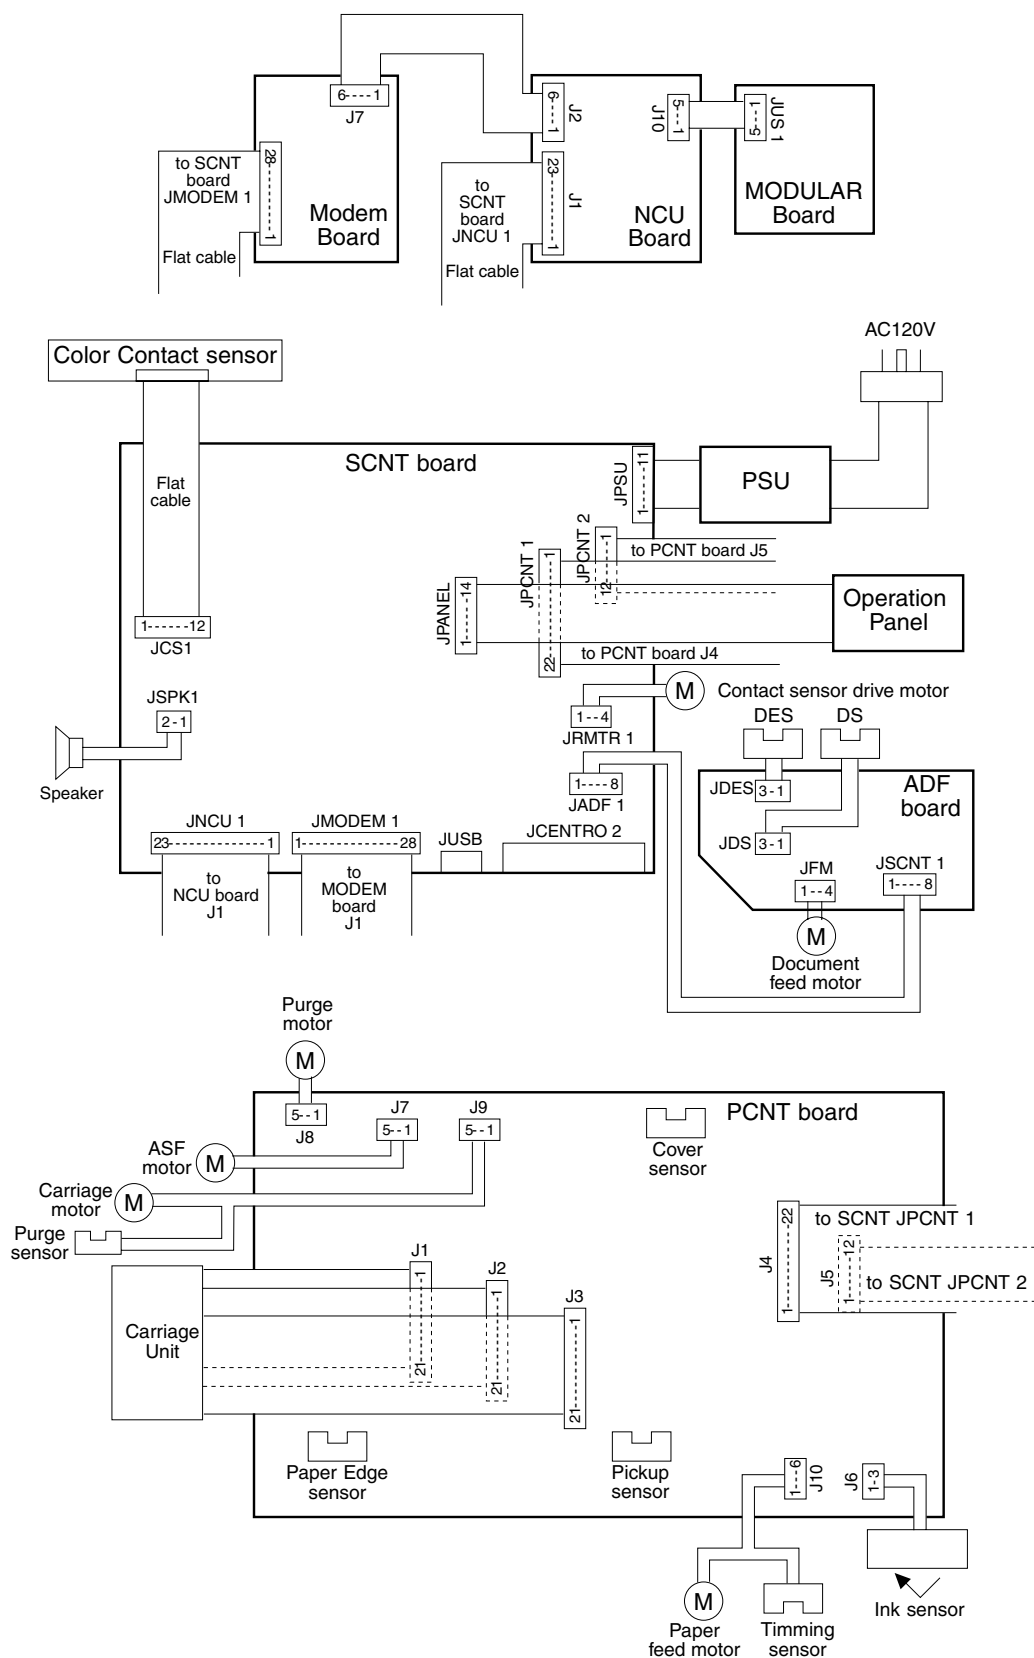 6----1
J7
6---1
J2
5---1
J10
5---1
JUS 1
to SCNT
board
JMODEM 1
28--------1
Modem
Board
Flat cable
to
SCNT
board
JNCU 1
23--------1
J1
Flat cable
NCU
Board
MODULAR
Board
AC120V
Color Contact sensor
SCNT board
Flat
cable
JPSU
1------11
PSU
JPCNT 2
1------12
to PCNT board J5
JPCNT 1
1------22
JPANEL
1------14
Operation
Panel
to PCNT board J4
1------12
JCS1
M
Contact sensor drive motor
1--4
JRMTR 1
JSPK1
2-1
Speaker
1----8
JADF 1
DES
DS
ADF
board
JDES
3-1
JDS
3-1
JFM
1--4
JSCNT 1
1----8
M
Document
feed motor
JNCU 1
23--------------1
JMODEM 1
1--------------28
JUSB
JCENTRO 2
to
NCU board
J1
to
MODEM
board
J1
Purge
motor
M
5--1
J8
J7
5--1
J9
5--1
PCNT board
Cover
sensor
ASF
motor
M
Carriage
motor
M
Purge
sensor
J4
1--------22
to SCNT JPCNT 1
J5
1------12
to SCNT JPCNT 2
J1
1--------21
J2
1--------21
J3
1--------21
Carriage
Unit
Paper Edge
sensor
Pickup
sensor
1---6
J10
J6
1-3
M
Paper
feed motor
Timming
sensor
Ink sensor